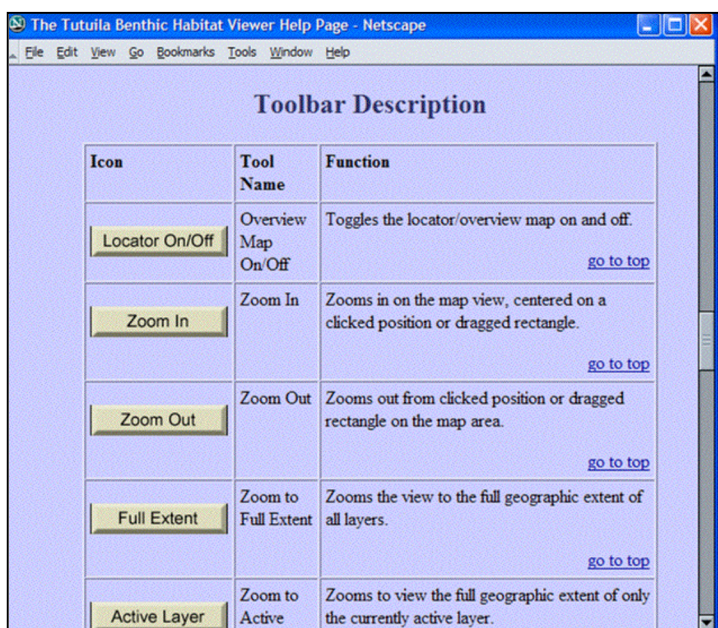 The Tutuila Benthic Habitat Viewer Help Page - Netscape
File Edit View Go Bookmarks Tools Window Help
Toolbar Description
Icon
Tool
Name
Function
Locator On/Off
Overview
Map
On/Off
Toggles the locator/overview map on and off.
go to top
Zoom In
Zoom In
Zooms in on the map view, centered on a
clicked position or dragged rectangle.
go to top
Zoom Out
Zoom Out
Zooms out from clicked position or dragged
rectangle on the map area.
go to top
Full Extent
Zoom to
Full Extent
Zooms the view to the full geographic extent of
all layers.
go to top
Active Layer
Zoom to
Active
Zooms to view the full geographic extent of only
the currently active layer.